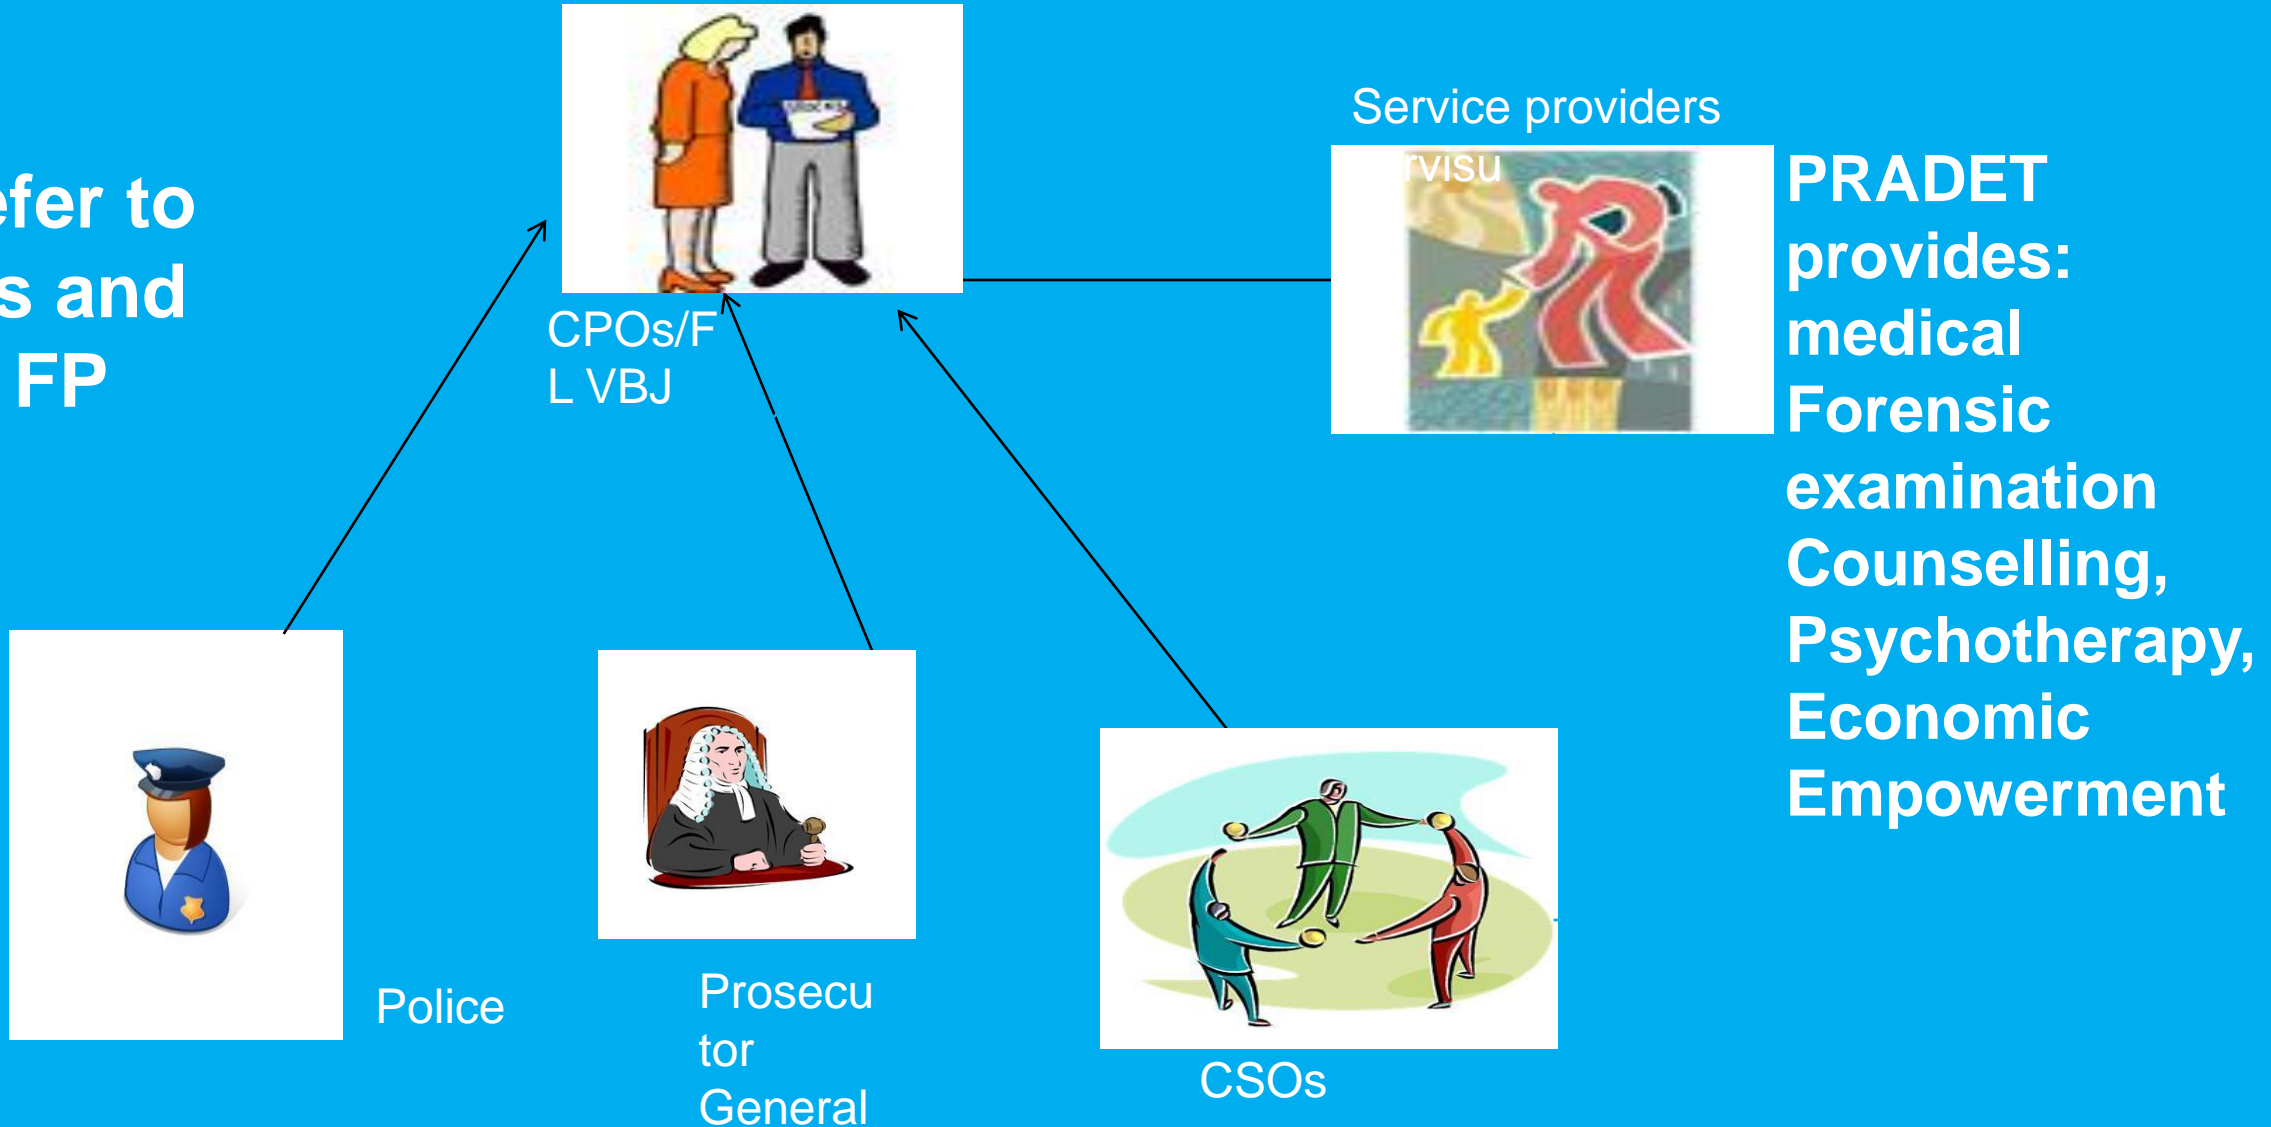 efer to
s and
FP
CPOs/F
L VBJ
Service providers
rvisu
PRADET
provides:
medical
Forensic
examination
Counselling,
Psychotherapy,
Economic
Empowerment
Police
Prosecu
tor
General
CSOs